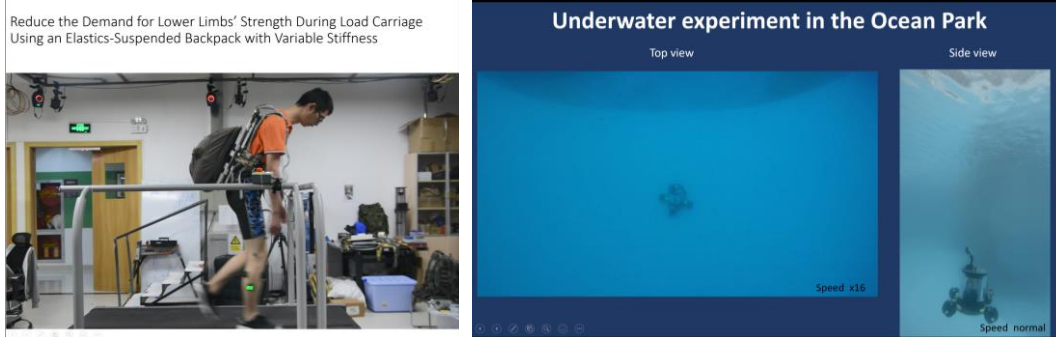 Reduce the Demand for Lower Limbs’ Strength During Load Carriage
Using an Elastics-Suspended Backpack with Variable Stiffness
Underwater experiment in the Ocean Park
Top view
Side view
Speed x16
Speed normal